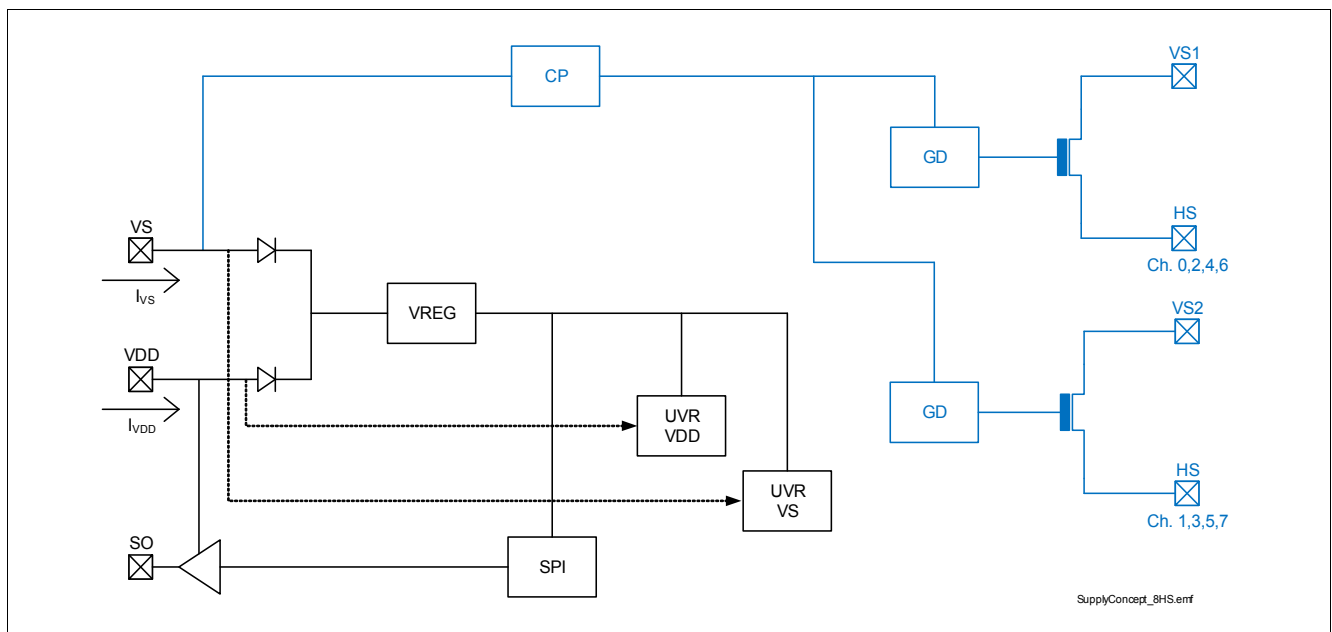 VS1
CP
GD
HS
Ch. 0,2,4,6
VS
IVS
VREG
VDD
IVDD
VS2
GD
UVR
VDD
UVR
VS
HS
Ch. 1,3,5,7
SO
SPI
SupplyConcept_8HS.emf